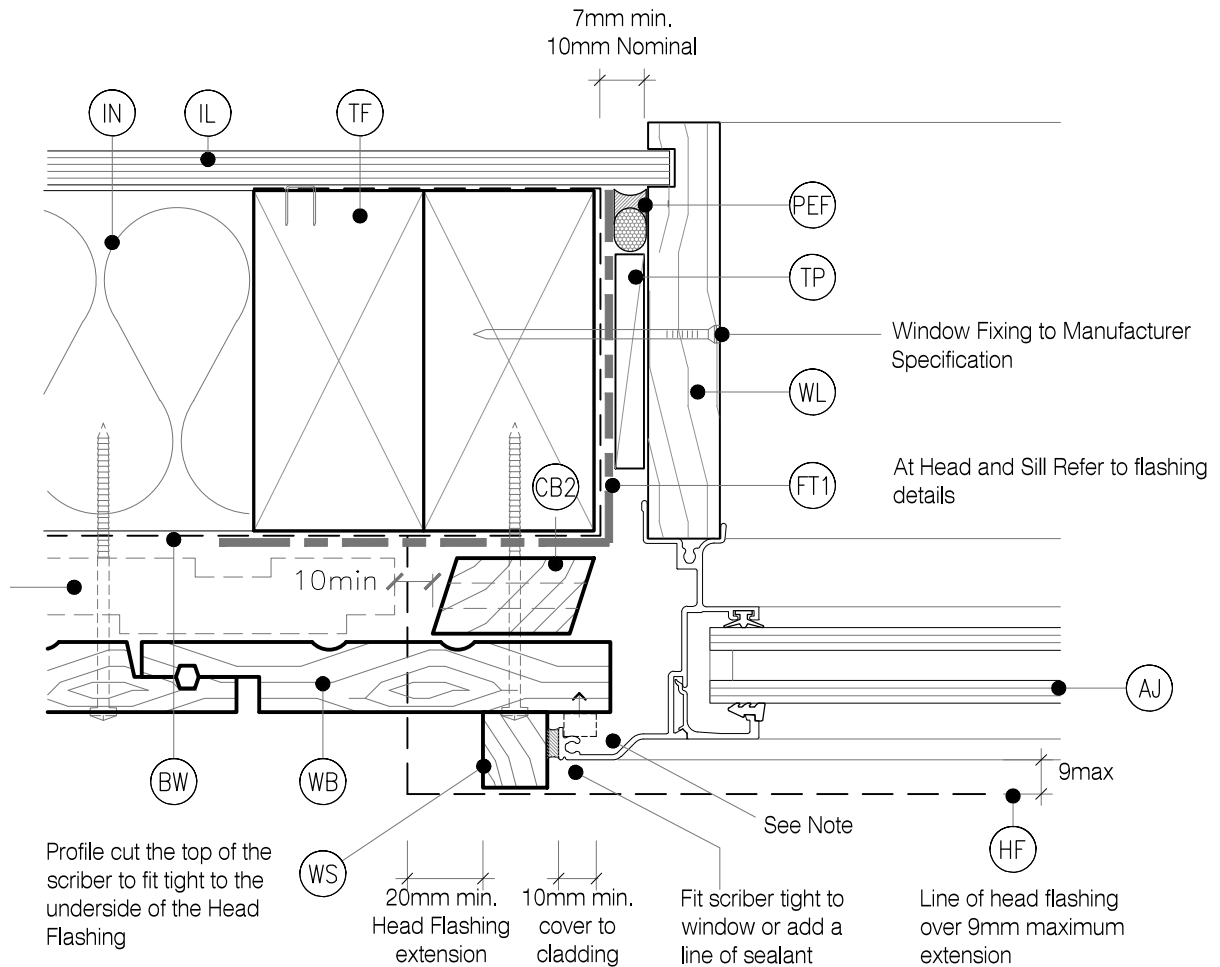 7mm min.
10mm Nominal
IN
IL
TF
PEF
TP
Window Fixing to Manufacturer
Specification
WL
At Head and Sill Refer to flashing
details
CB2
FT1
10min
AJ
BW
WB
9max
See Note
HF
WS
Profile cut the top of the
scriber to fit tight to the
underside of the Head
Flashing
20mm min.
Head Flashing
extension
10mm min.
cover to
cladding
Fit scriber tight to
window or add a
line of sealant
Line of head flashing
over 9mm maximum
extension